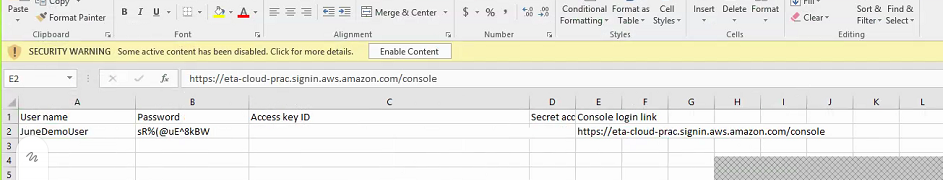 Copy
Fill
Paste
Format Painter
B I U A
Merge & Center
$ % ,
Conditional Format as Cell
Formatting Table Styles
Insert Delete Format
Clear
Sort & Find &
Filter Select
Clipboard Font Alignment Number Styles Cells Editing
SECURITY WARNING Some active content has been disabled. Click for more details. Enable Content
E2 fx https://eta-cloud-prac.signin.aws.amazon.com/console
A B C D E F G H I J K L
1 User name Password Access key ID Secret acc Console login link
2 JuneDemoUser sR%(@uE^8kBW https://eta-cloud-prac.signin.aws.amazon.com/console
3
4
5